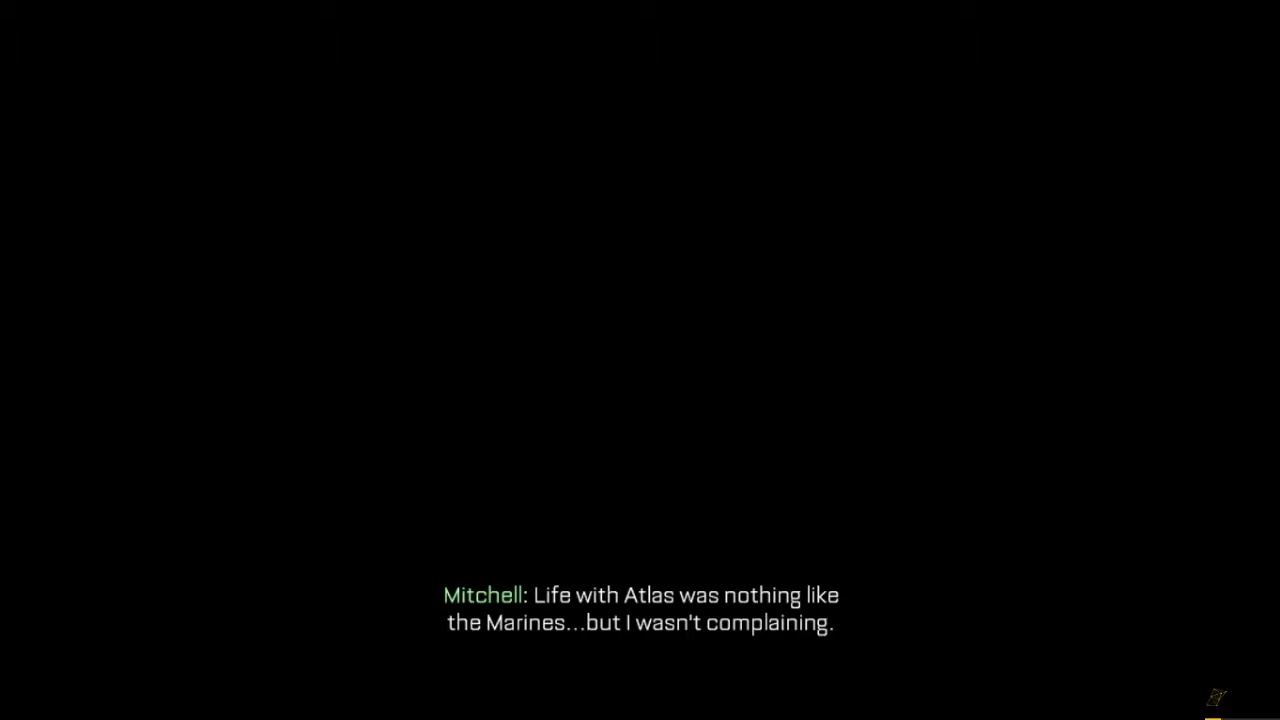 Mitchell: Life with Atlas was nothing like
the Marines...but I wasn't complaining.